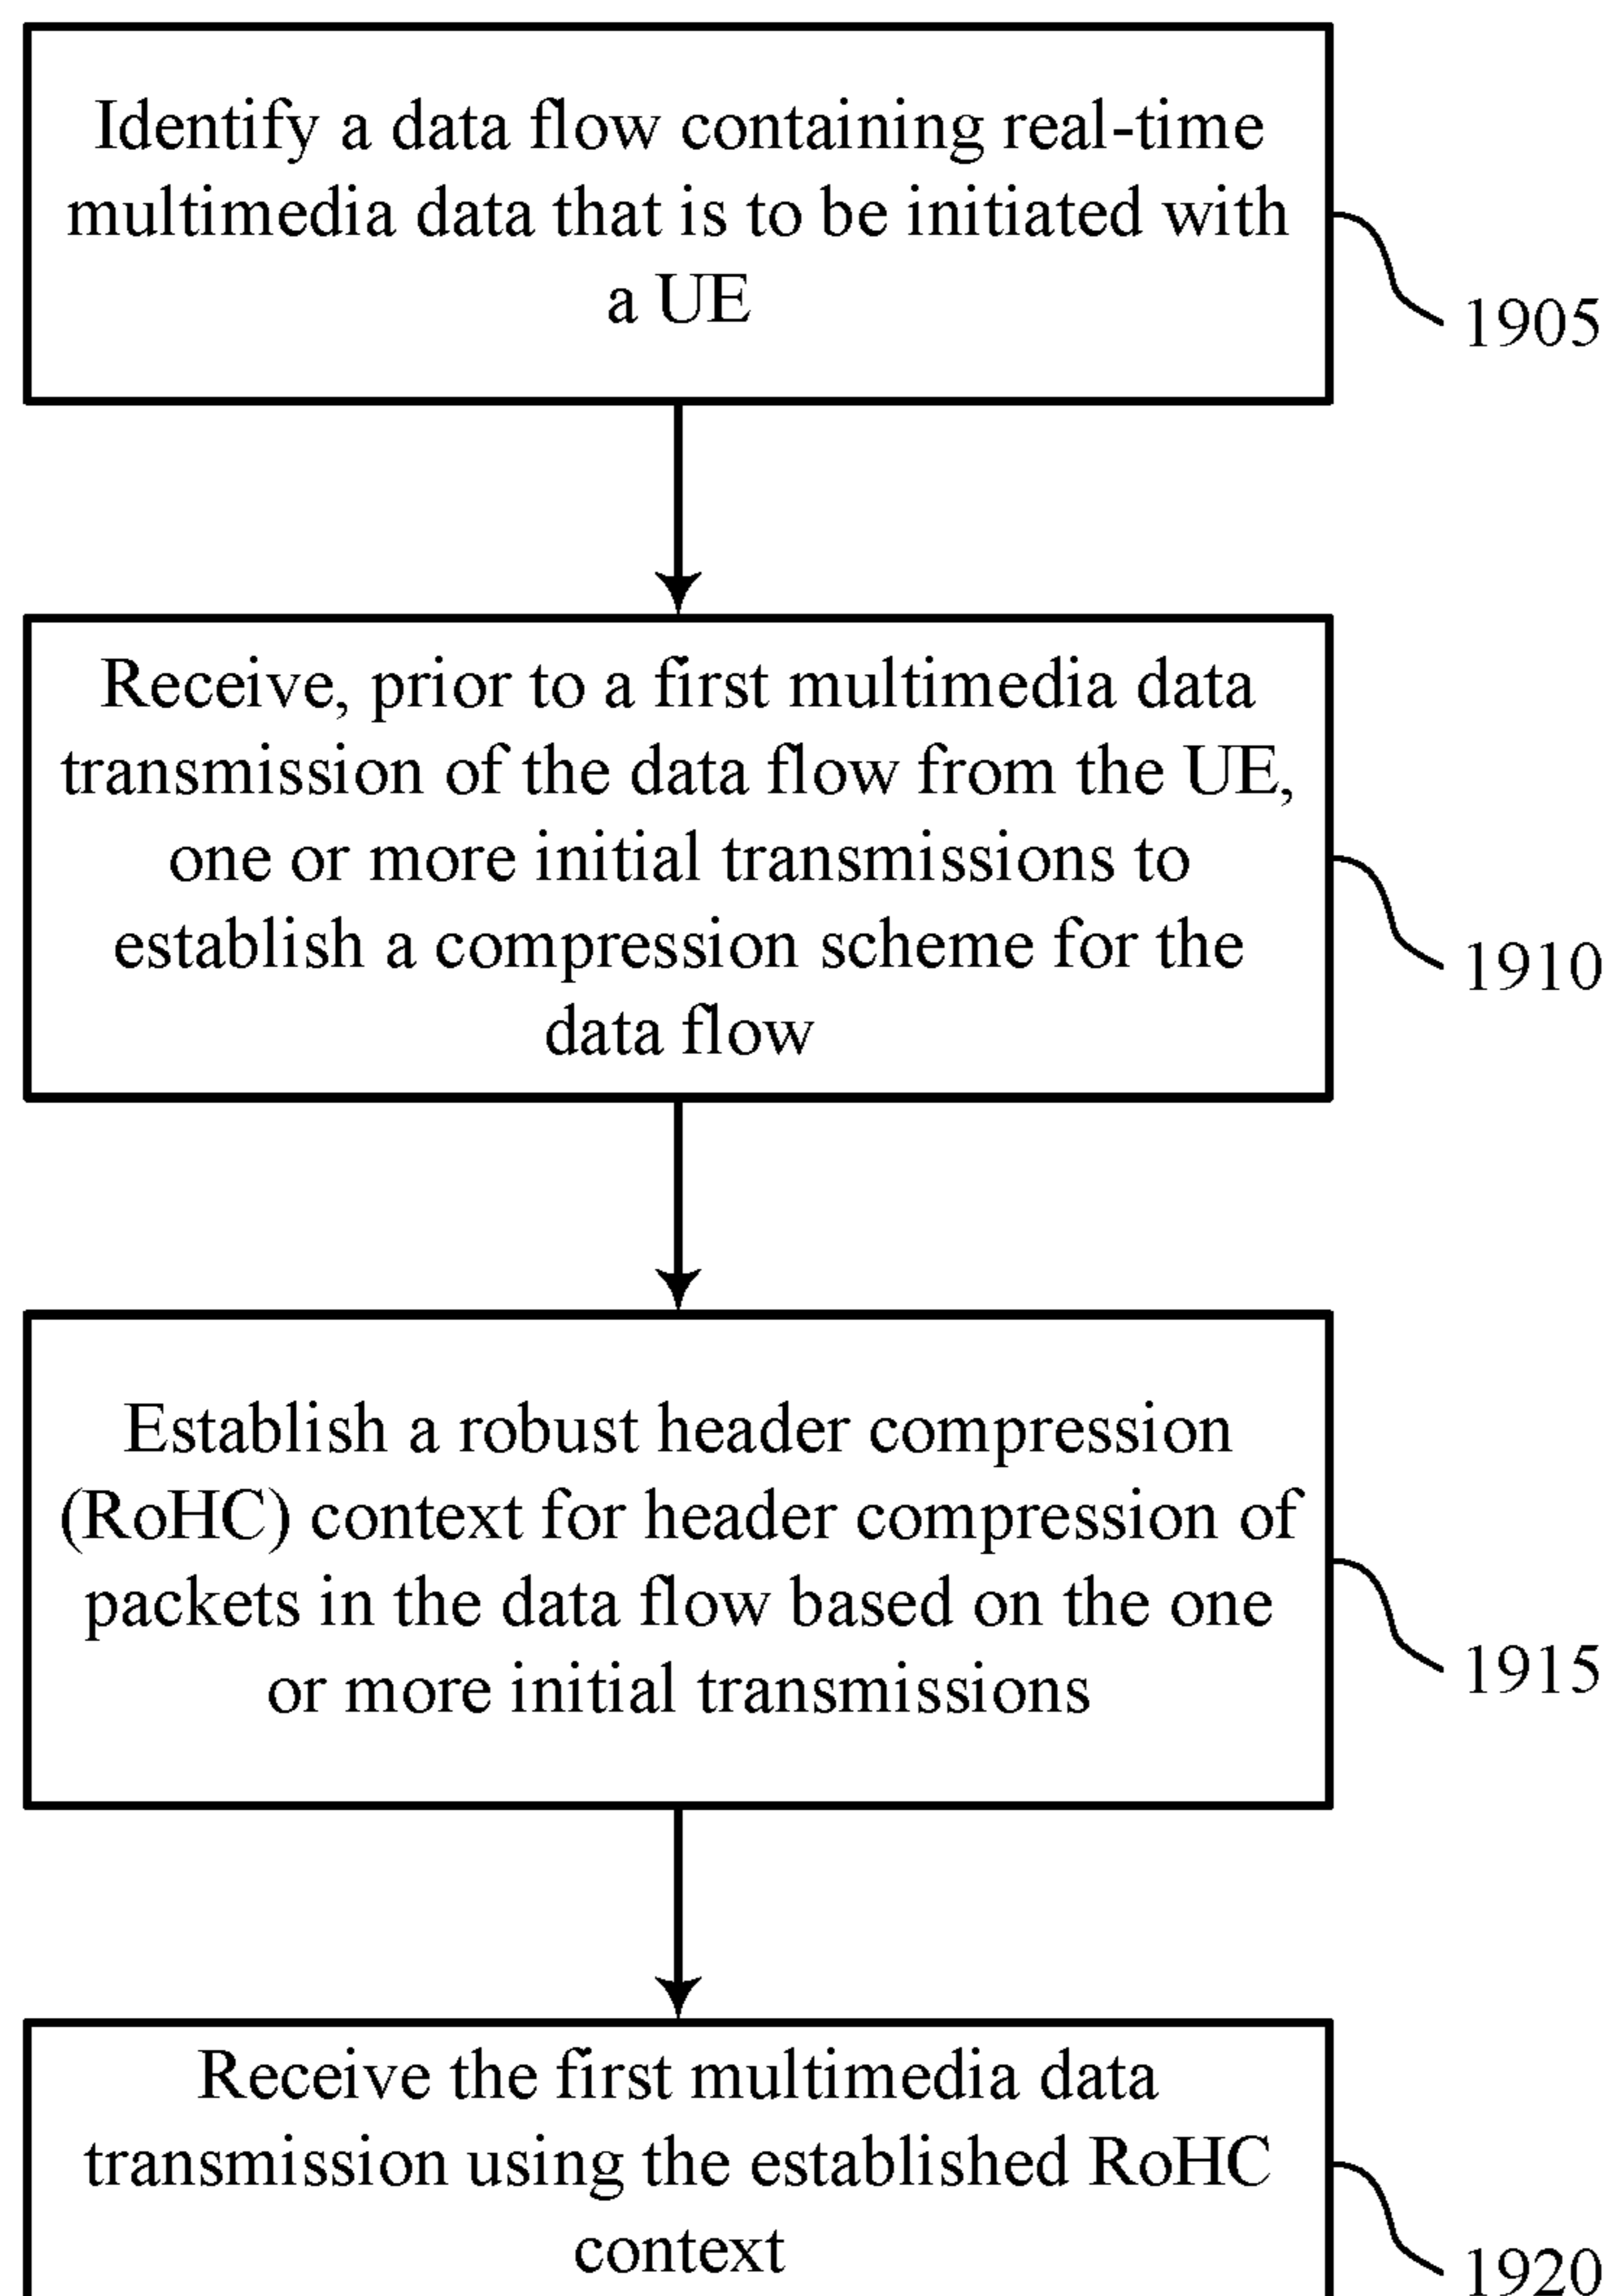 Identify a data flow containing real-time
multimedia data that is to be initiated with
a UE
1905
Receive, prior to a first multimedia data
transmission of the data flow from the UE,
one or more initial transmissions to
establish a compression scheme for the
data flow
1910
Establish a robust header compression
(RoHC) context for header compression of
packets in the data flow based on the one
or more initial transmissions
1915
Receive the first multimedia data
transmission using the established RoHC
context
1920